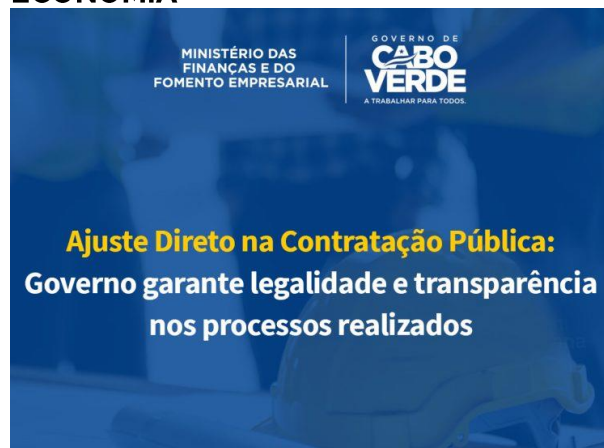 ECONOMIA
MINISTÉRIO DAS
FINANÇAS E DO
FOMENTO EMPRESARIAL
GOVERNO DE
CABO
VERDE
A TRABALHAR PARA TODOS.
Ajuste Direto na Contratação Pública:
Governo garante legalidade e transparência
nos processos realizados